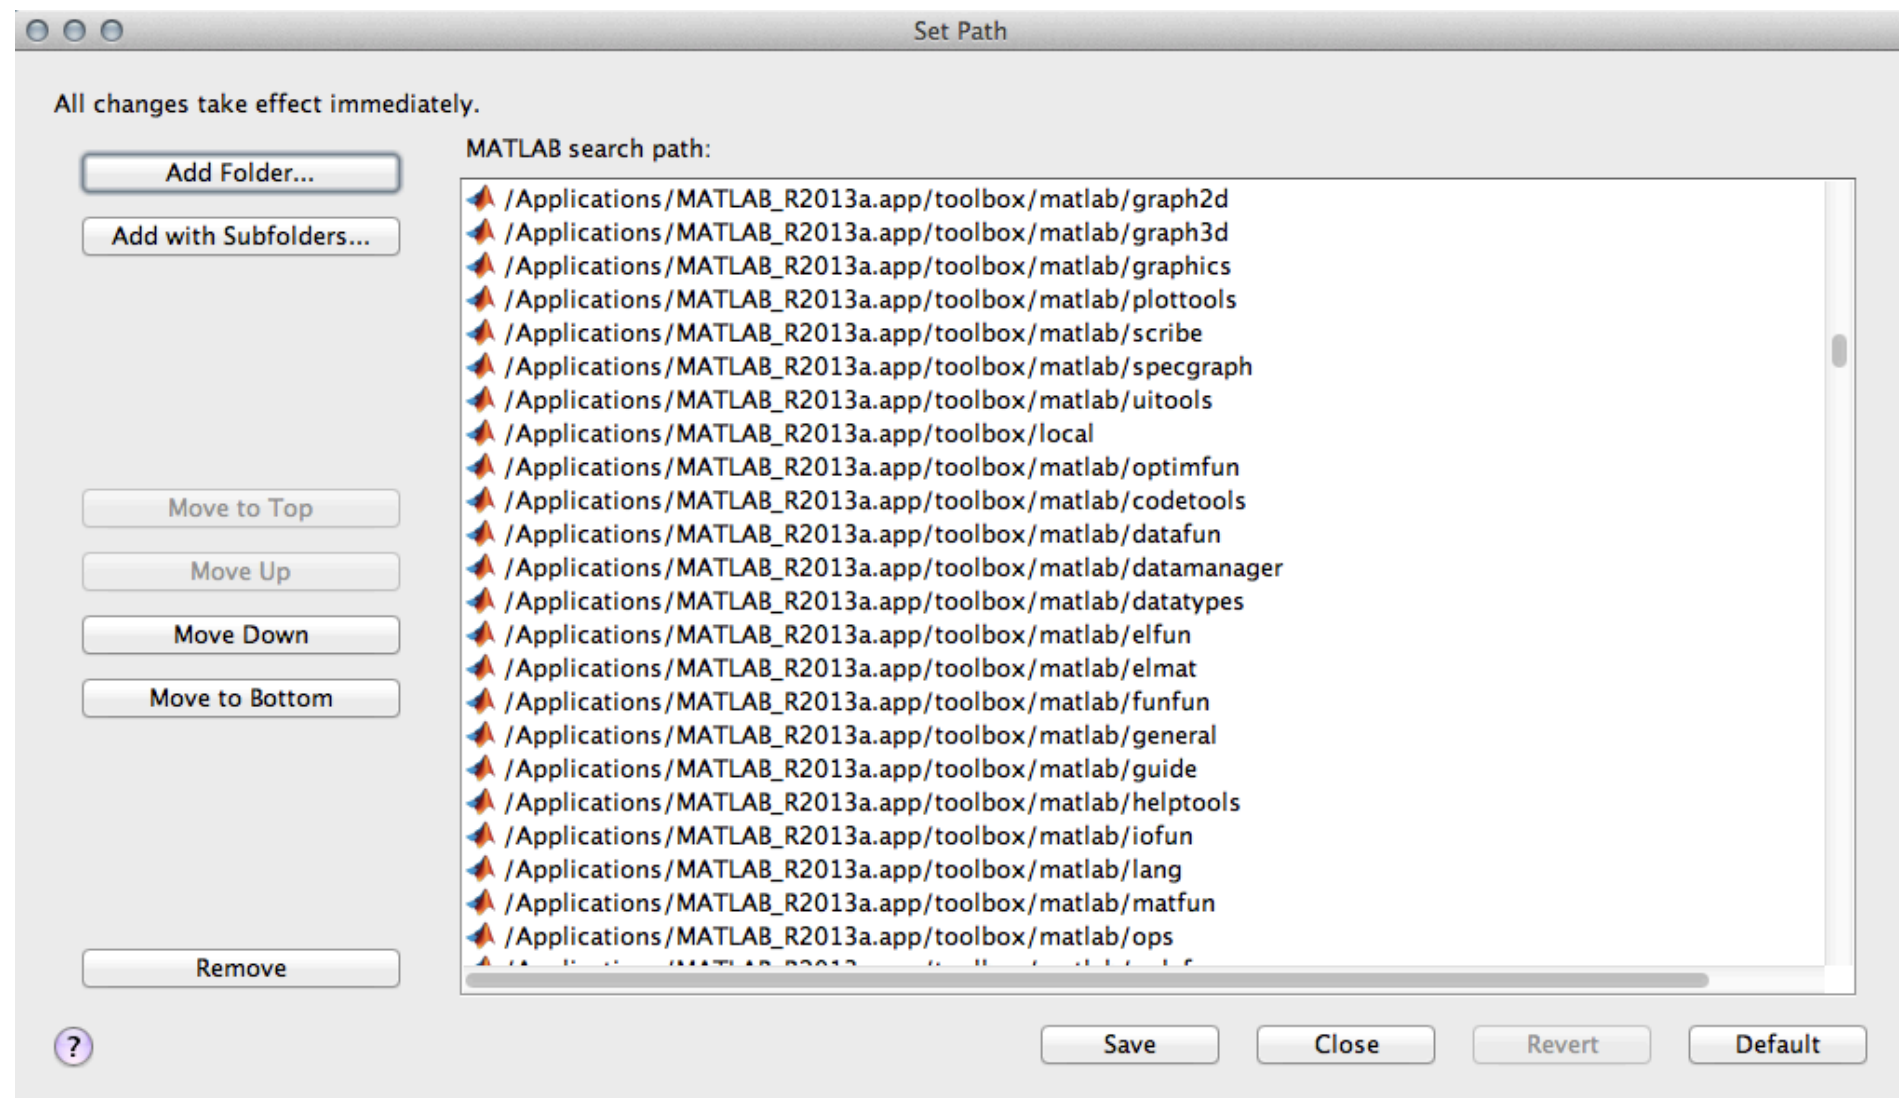 Set Path
All changes take effect immediately.
MATLAB search path:
Add Folder...
Add with Subfolders...
Move to Top
Move Up
Move Down
Move to Bottom
Remove
/Applications/MATLAB_R2013a.app/toolbox/matlab/graph2d
/Applications/MATLAB_R2013a.app/toolbox/matlab/graph3d
/Applications/MATLAB_R2013a.app/toolbox/matlab/graphics
/Applications/MATLAB_R2013a.app/toolbox/matlab/plottools
/Applications/MATLAB_R2013a.app/toolbox/matlab/scribe
/Applications/MATLAB_R2013a.app/toolbox/matlab/specgraph
/Applications/MATLAB_R2013a.app/toolbox/matlab/uitools
/Applications/MATLAB_R2013a.app/toolbox/local
/Applications/MATLAB_R2013a.app/toolbox/matlab/optimfun
/Applications/MATLAB_R2013a.app/toolbox/matlab/codetools
/Applications/MATLAB_R2013a.app/toolbox/matlab/datafun
/Applications/MATLAB_R2013a.app/toolbox/matlab/datamanager
/Applications/MATLAB_R2013a.app/toolbox/matlab/datatypes
/Applications/MATLAB_R2013a.app/toolbox/matlab/elfun
/Applications/MATLAB_R2013a.app/toolbox/matlab/elmat
/Applications/MATLAB_R2013a.app/toolbox/matlab/funfun
/Applications/MATLAB_R2013a.app/toolbox/matlab/general
/Applications/MATLAB_R2013a.app/toolbox/matlab/guide
/Applications/MATLAB_R2013a.app/toolbox/matlab/helptools
/Applications/MATLAB_R2013a.app/toolbox/matlab/iofun
/Applications/MATLAB_R2013a.app/toolbox/matlab/lang
/Applications/MATLAB_R2013a.app/toolbox/matlab/matfun
/Applications/MATLAB_R2013a.app/toolbox/matlab/ops
?
Save
Close
Revert
Default